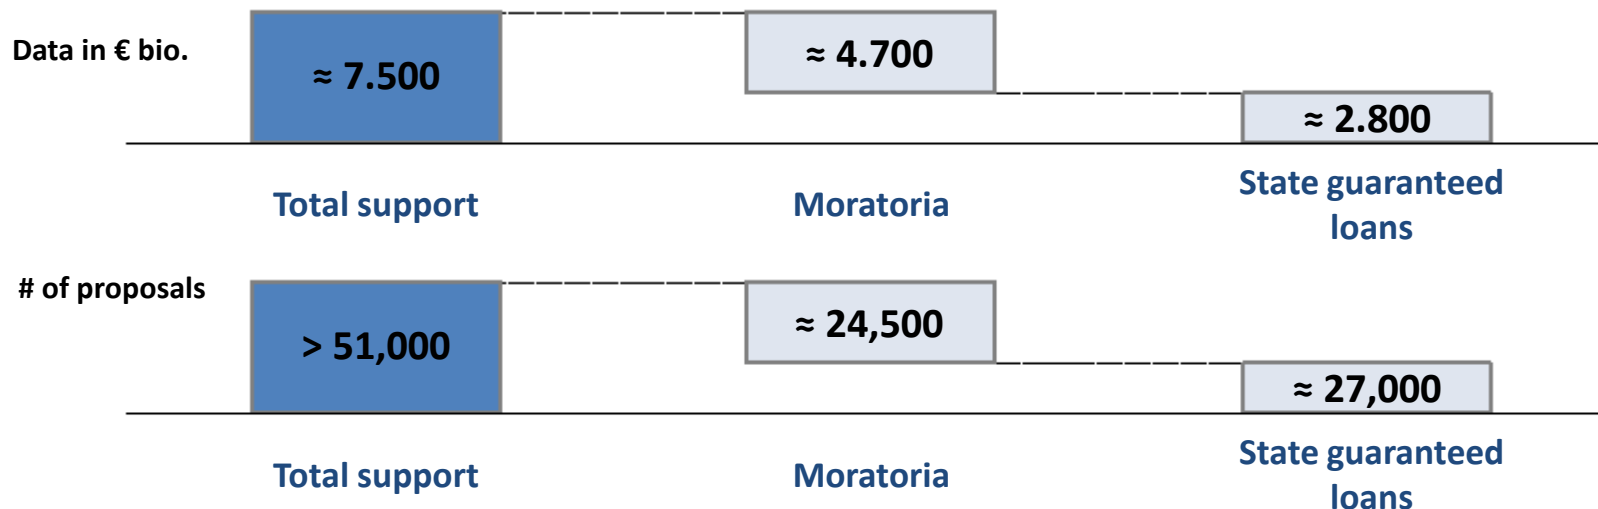 Data in € bio.
≈ 7.500
≈ 4.700
≈ 2.800
Total support
Moratoria
State guaranteed
loans
# of proposals
> 51,000
≈ 24,500
≈ 27,000
Total support
Moratoria
State guaranteed
loans